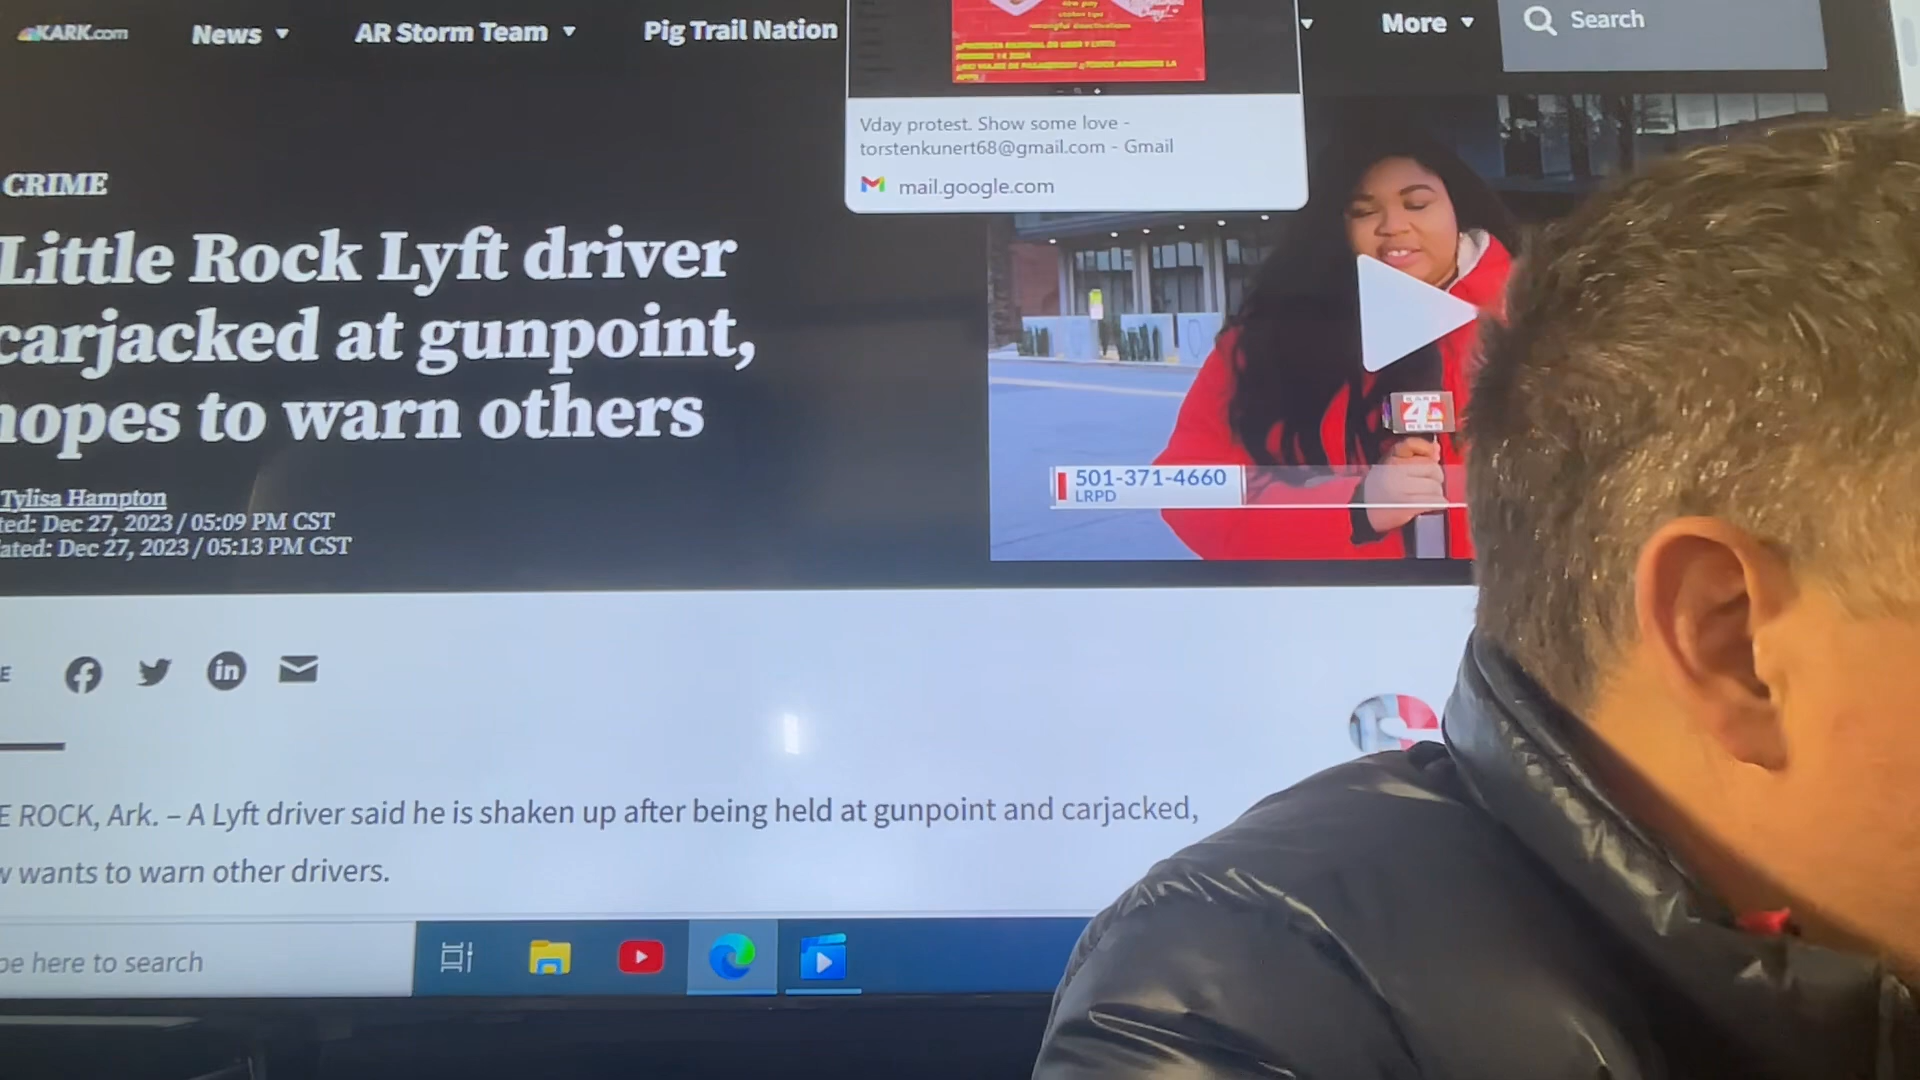 KARK.com
News
AR Storm Team
Pig Trail Nation
More
Search
Vday protest. Show some love -
torstenkunert68@gmail.com - Gmail
mail.google.com
CRIME
Little Rock Lyft driver
carjacked at gunpoint,
hopes to warn others
Tylisa Hampton
ted: Dec 27, 2023 / 05:09 PM CST
ated: Dec 27, 2023 / 05:13 PM CST
4
NEWS
501-371-4660
LRPD
E
E ROCK, Ark. – A Lyft driver said he is shaken up after being held at gunpoint and carjacked,
w wants to warn other drivers.
pe here to search